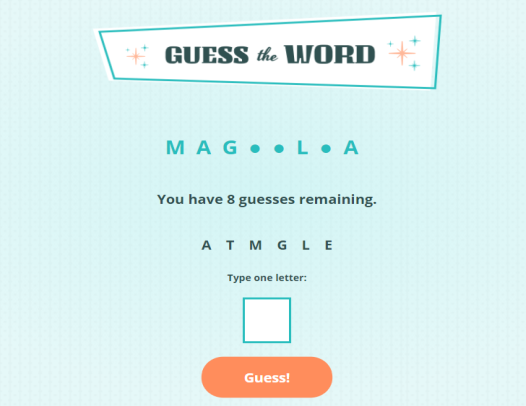 GUESS the WORD
M A G ● ● L ● A
You have 8 guesses remaining.
A T M G L E
Type one letter:
Guess!